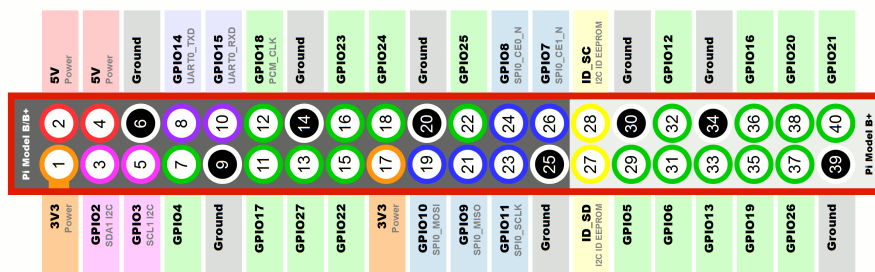 5V
Power
5V
Power
Ground
GPIO14
UART0_TXD
GPIO15
UART0_RXD
GPIO18
PCM_CLK
Ground
GPIO23
GPIO24
Ground
GPIO25
GPIO8
SPI0_CE0_N
GPIO7
SPI0_CE1_N
ID_SC
I2C ID EEPROM
Ground
GPIO12
Ground
GPIO16
GPIO20
GPIO21
Pi Model B/B+
2
4
6
8
10
12
14
16
18
20
22
24
26
28
30
32
34
36
38
40
1
3
5
7
9
11
13
15
17
19
21
23
25
27
29
31
33
35
37
39
Pi Model B+
3V3
Power
GPIO2
SDA1 I2C
GPIO3
SCL1 I2C
GPIO4
Ground
GPIO17
GPIO27
GPIO22
3V3
Power
GPIO10
SPI0_MOSI
GPIO9
SPI0_MISO
GPIO11
SPI0_SCLK
Ground
ID_SD
I2C ID EEPROM
GPIO5
GPIO6
GPIO13
GPIO19
GPIO26
Ground